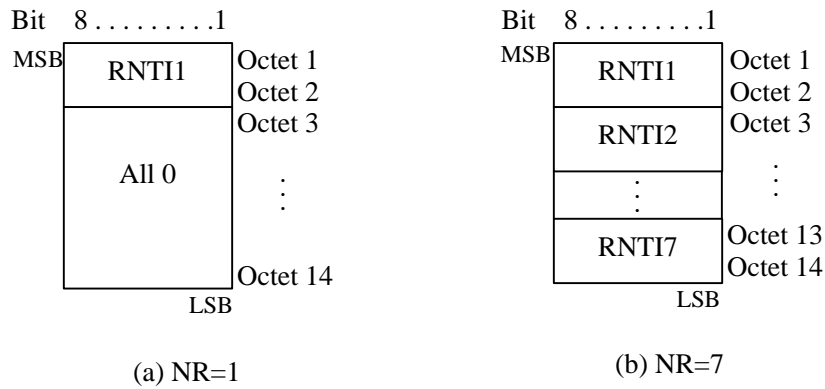 Bit 8 . . . . . . . . .1
MSB
RNTI1
Octet 1
Octet 2
Octet 3
All 0
⋮
Octet 14
LSB
(a) NR=1
Bit 8 . . . . . . . . .1
MSB
RNTI1
Octet 1
Octet 2
RNTI2
Octet 3
⋮
⋮
RNTI7
Octet 13
Octet 14
LSB
(b) NR=7